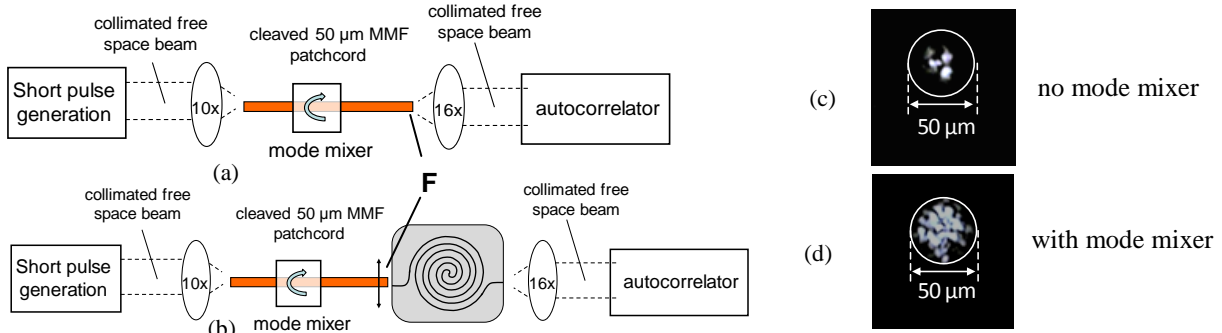 collimated free
space beam
cleaved 50 µm MMF
patchcord
collimated free
space beam
Short pulse
generation
10x
mode mixer
16x
autocorrelator
(a)
F
collimated free
space beam
cleaved 50 µm MMF
patchcord
collimated free
space beam
Short pulse
generation
10x
mode mixer
16x
autocorrelator
(b)
(c)
50 µm
no mode mixer
(d)
50 µm
with mode mixer